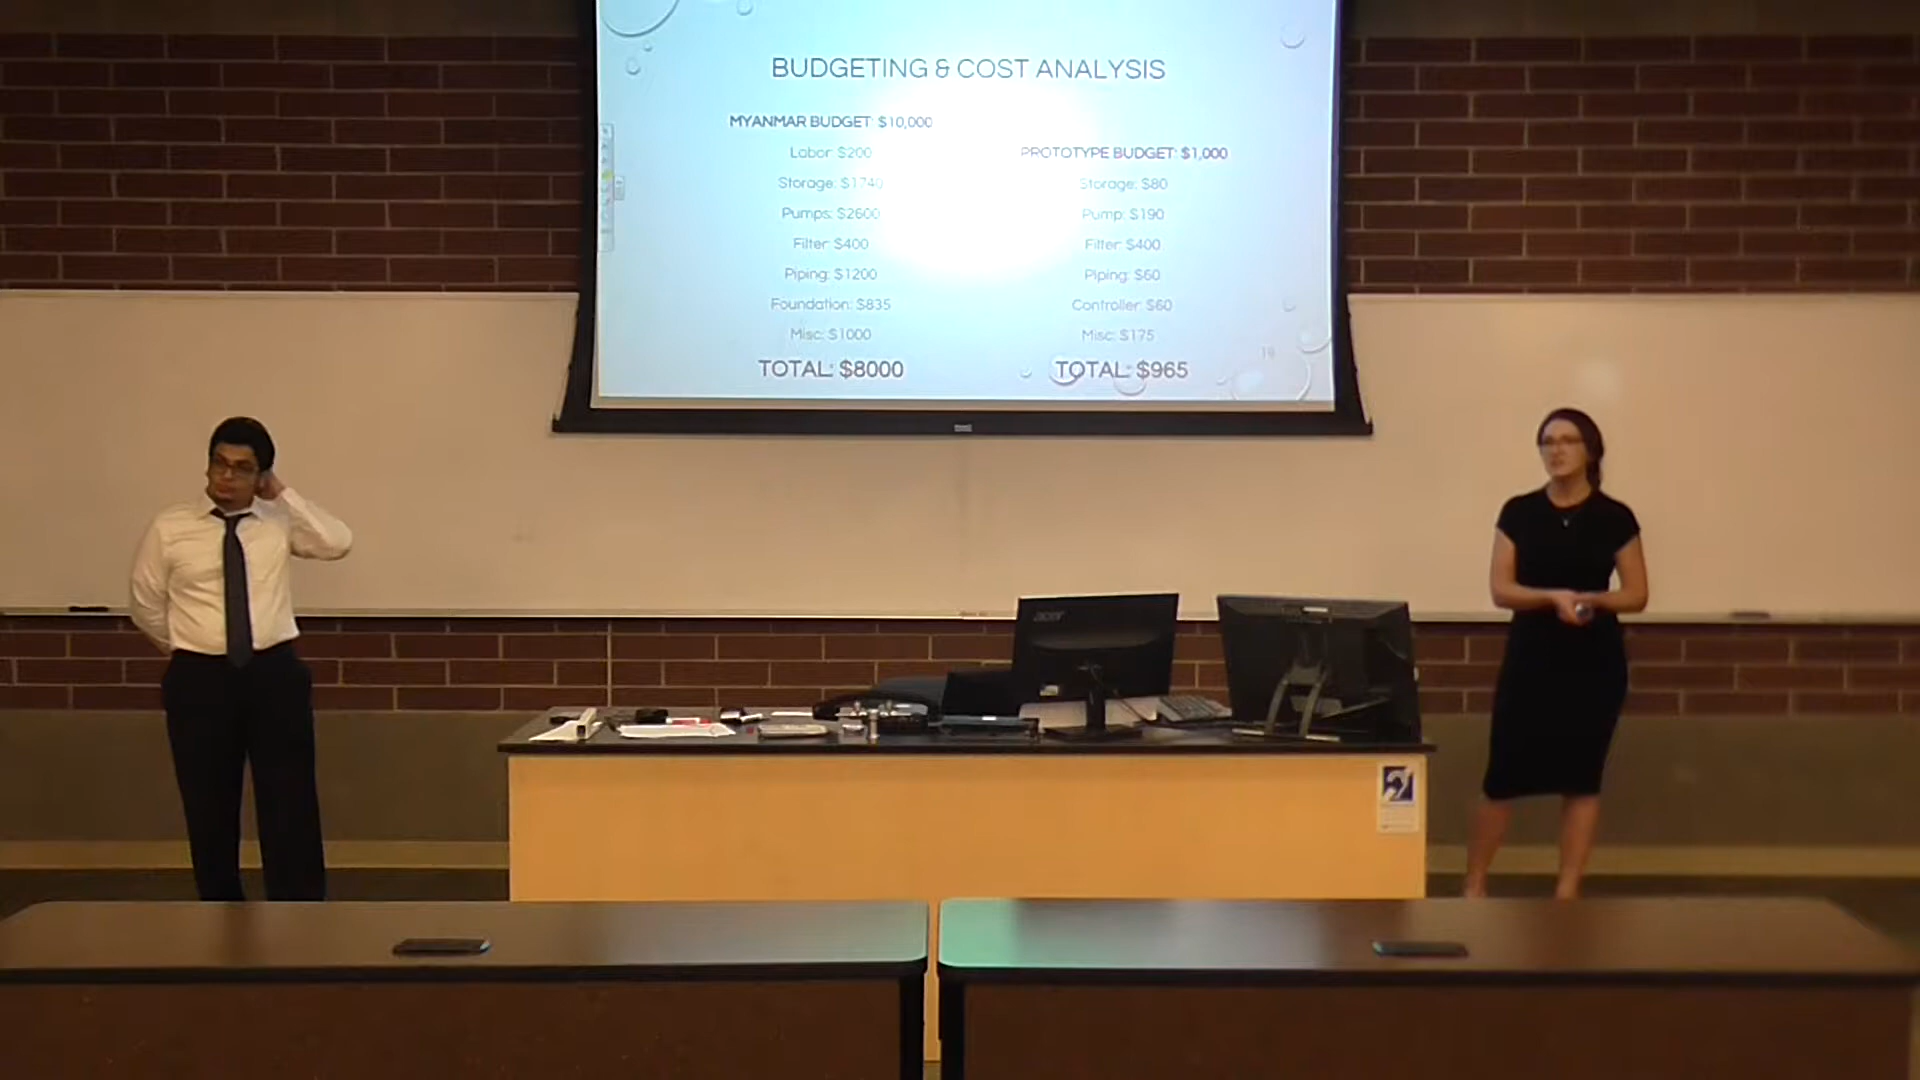 BUDGETING & COST ANALYSIS
MYANMAR BUDGET: $10,000
Labor: $200
Storage: $1740
Pumps: $2600
Filter: $400
Piping: $1200
Foundation: $835
Misc: $1000
TOTAL: $8000
PROTOTYPE BUDGET: $1,000
Storage: $80
Pump: $190
Filter: $400
Piping: $60
Controller: $60
Misc: $175
TOTAL: $965
acer